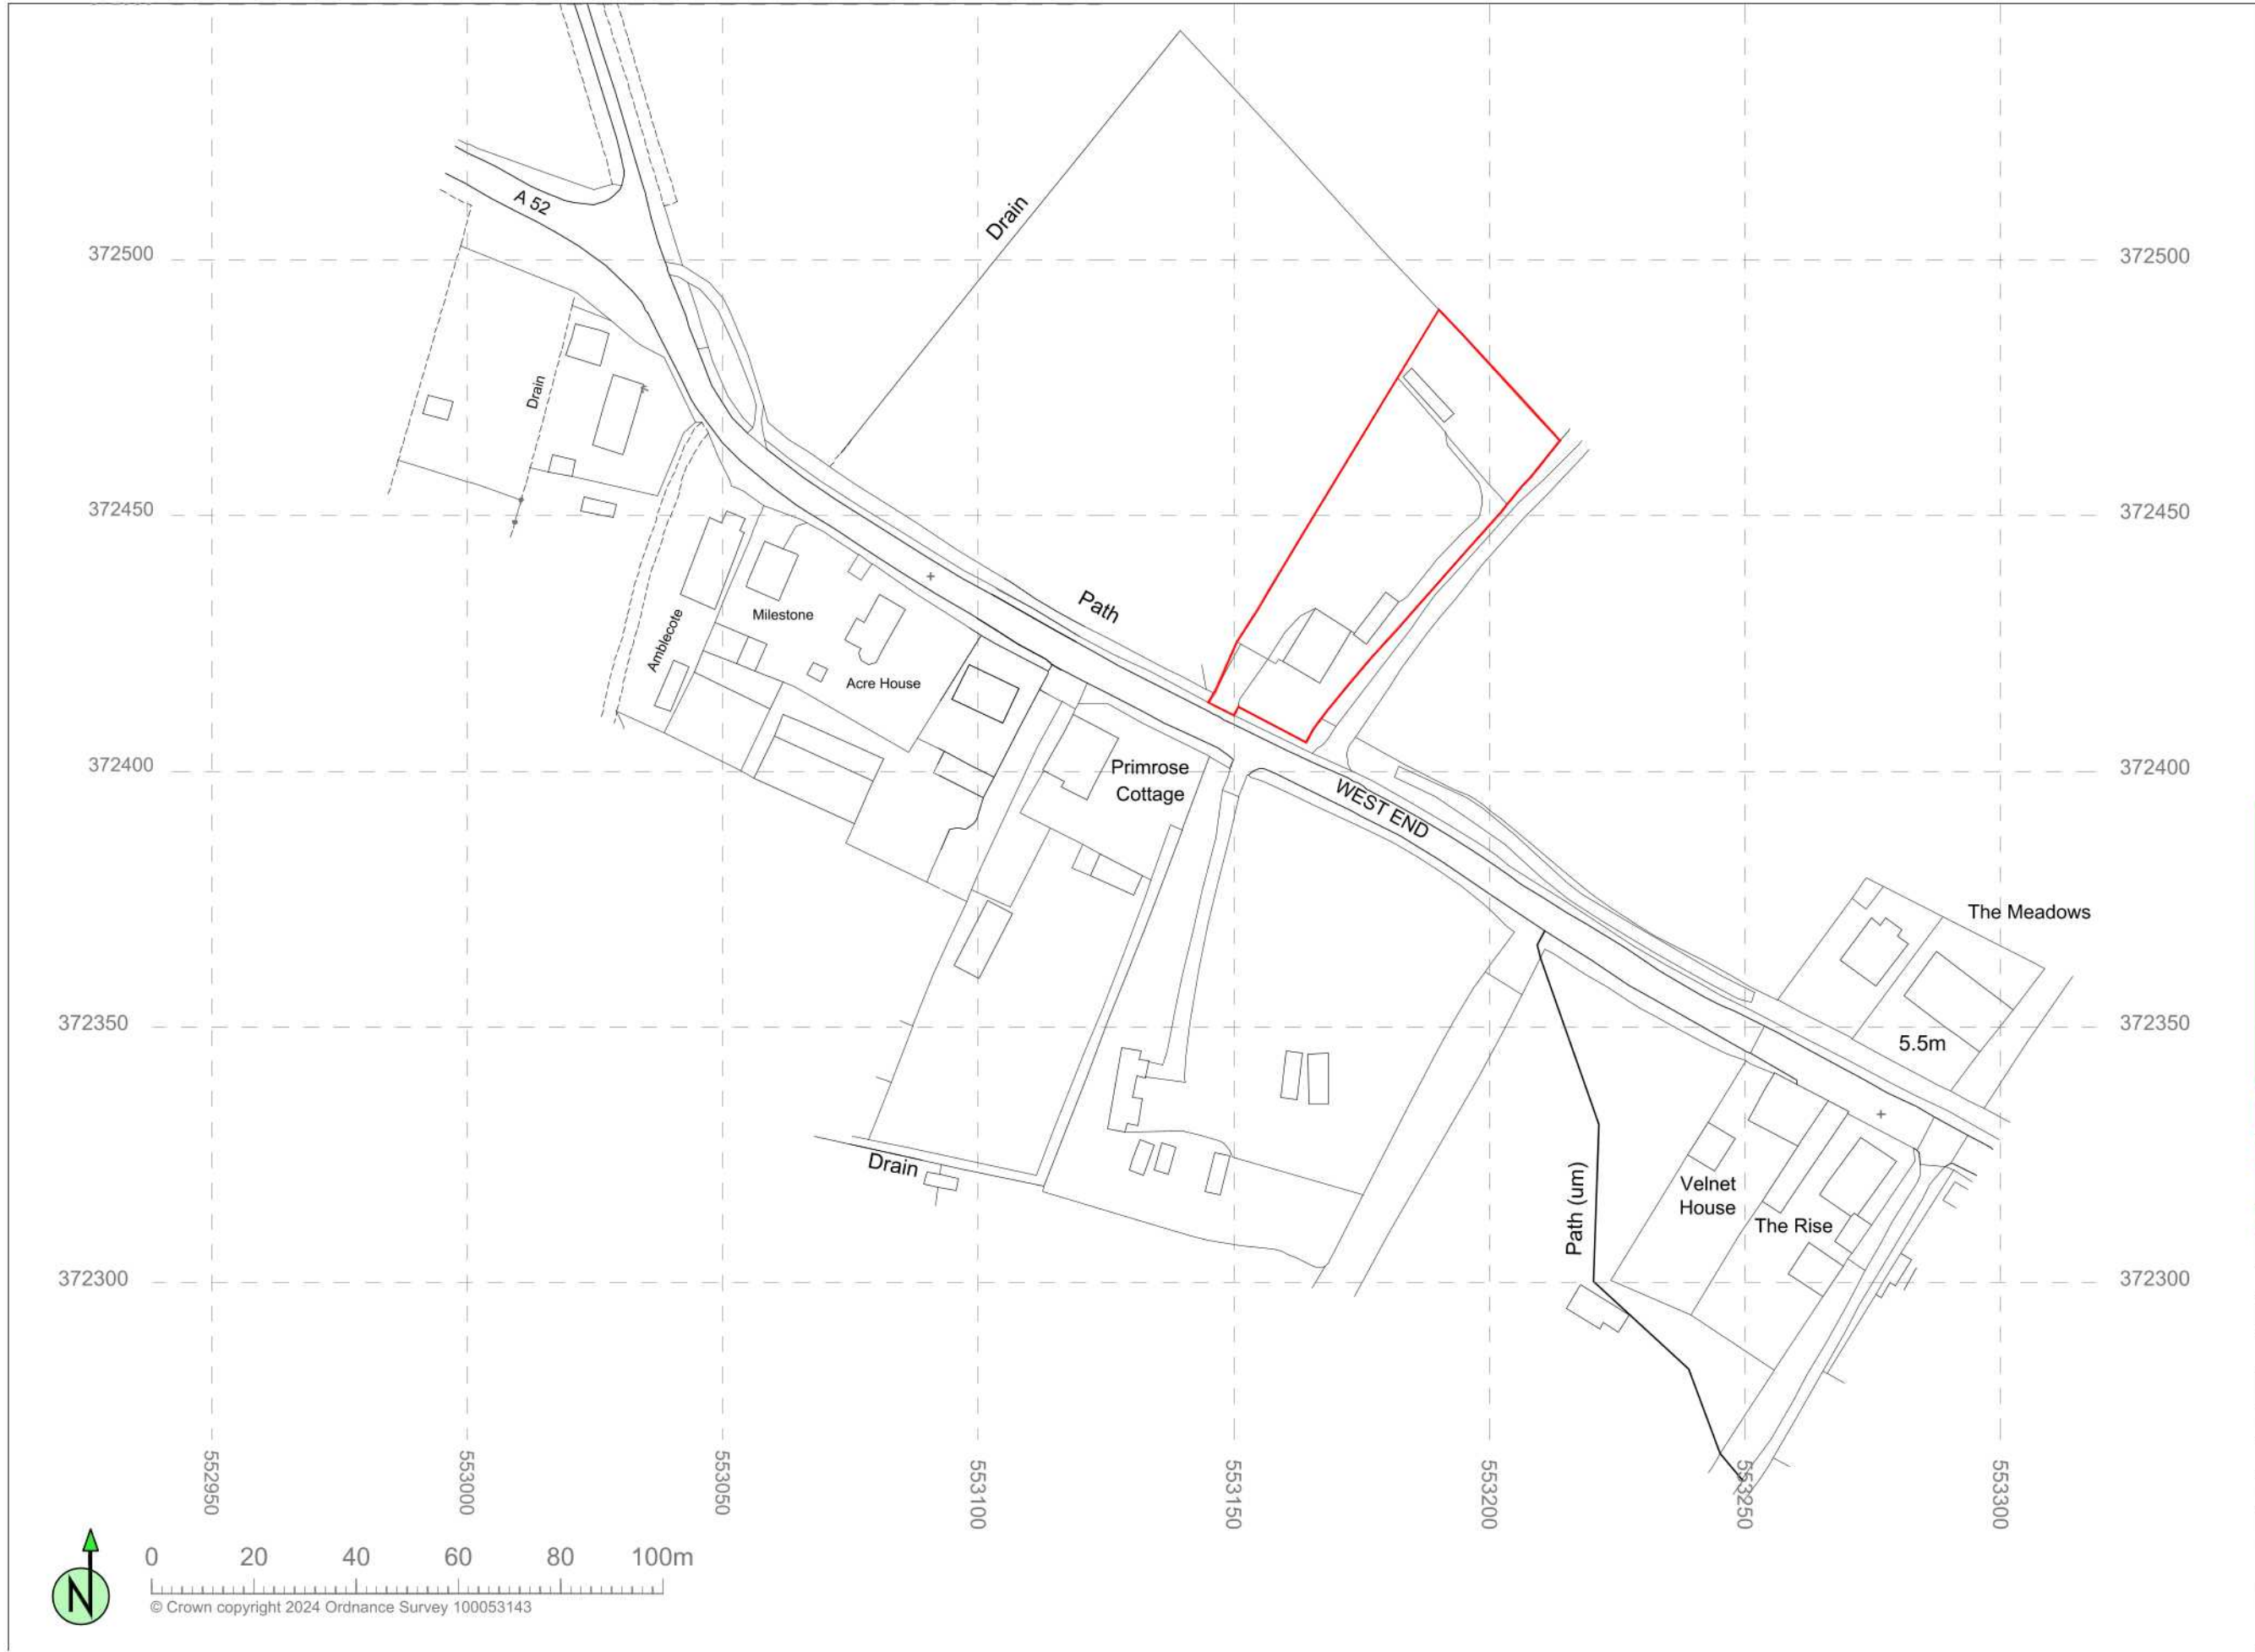 A 52
Drain
372500
372500
Drain
372450
372450
Path
Milestone
Amblecote
Acre House
372400
Primrose
Cottage
372400
WEST END
The Meadows
372350
372350
5.5m
Drain
Path (um)
Velnet
House
The Rise
372300
372300
552950
553000
553050
553100
553150
553200
553250
553300
N
0 20 40 60 80 100m
© Crown copyright 2024 Ordnance Survey 100053143